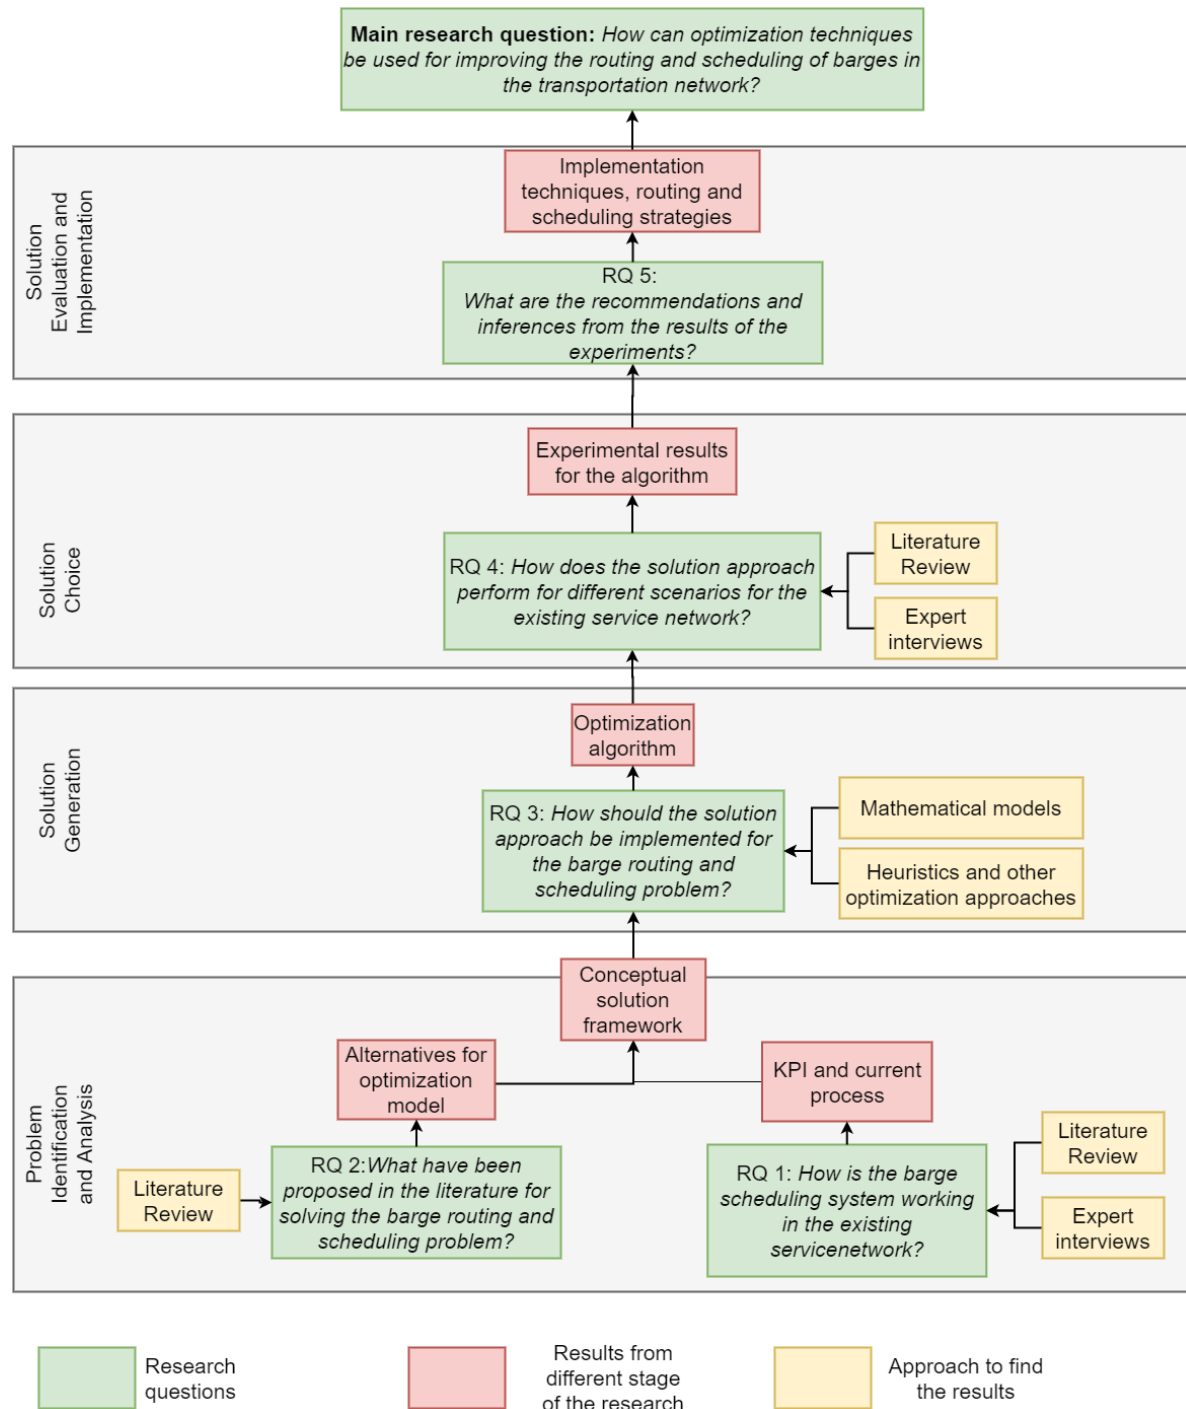 Main research question: How can optimization techniques
be used for improving the routing and scheduling of barges in
the transportation network?
Solution
Evaluation and
Implementation
Implementation
techniques, routing and
scheduling strategies
RQ 5:
What are the recommendations and
inferences from the results of the
experiments?
Solution
Choice
Experimental results
for the algorithm
RQ 4: How does the solution approach
perform for different scenarios for the
existing service network?
Literature
Review
Expert
interviews
Solution
Generation
Optimization
algorithm
RQ 3: How should the solution
approach be implemented for
the barge routing and
scheduling problem?
Mathematical models
Heuristics and other
optimization approaches
Problem
Identification
and Analysis
Conceptual
solution
framework
Alternatives for
optimization
model
KPI and current
process
Literature
Review
RQ 2:What have been
proposed in the literature for
solving the barge routing and
scheduling problem?
RQ 1: How is the barge
scheduling system working
in the existing
servicenetwork?
Literature
Review
Expert
interviews
Research
questions
Results from
different stage
of the research
Approach to find
the results